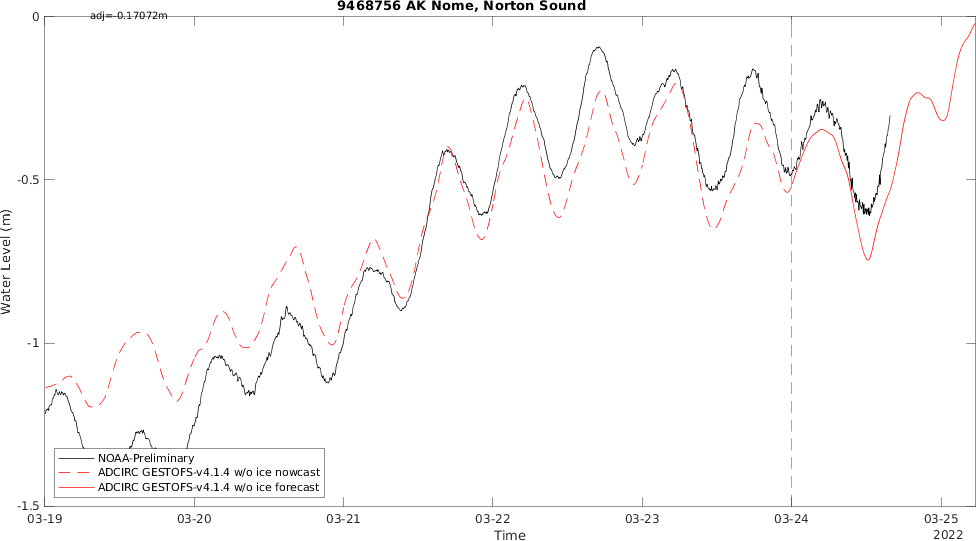 9468756 AK Nome, Norton Sound
adj=-0.17072m
0
-0.5
-1
-1.5
Water Level (m)
NOAA-Preliminary
ADCIRC GESTOFS-v4.1.4 w/o ice nowcast
ADCIRC GESTOFS-v4.1.4 w/o ice forecast
03-19 03-20 03-21 03-22 03-23 03-24 03-25
Time 2022